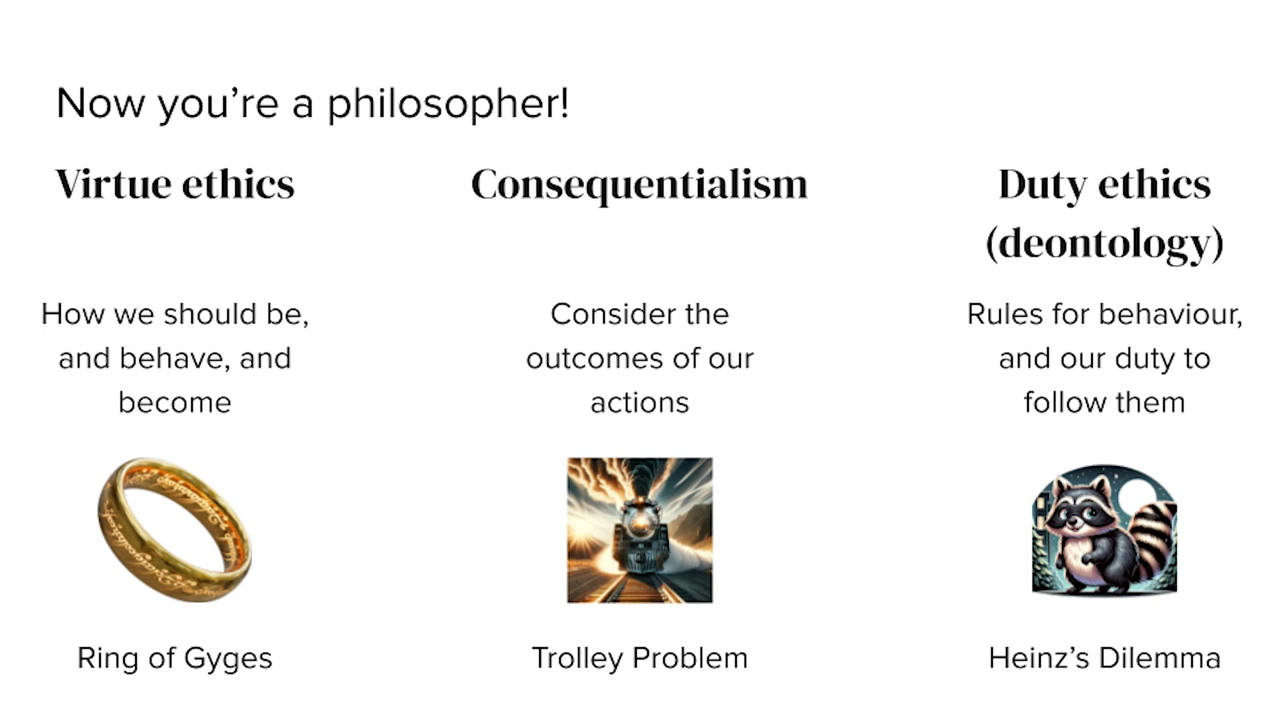 Now you’re a philosopher!
Virtue ethics
How we should be,
and behave, and
become
Ring of Gyges
Consequentialism
Consider the
outcomes of our
actions
Trolley Problem
Duty ethics
(deontology)
Rules for behaviour,
and our duty to
follow them
Heinz’s Dilemma